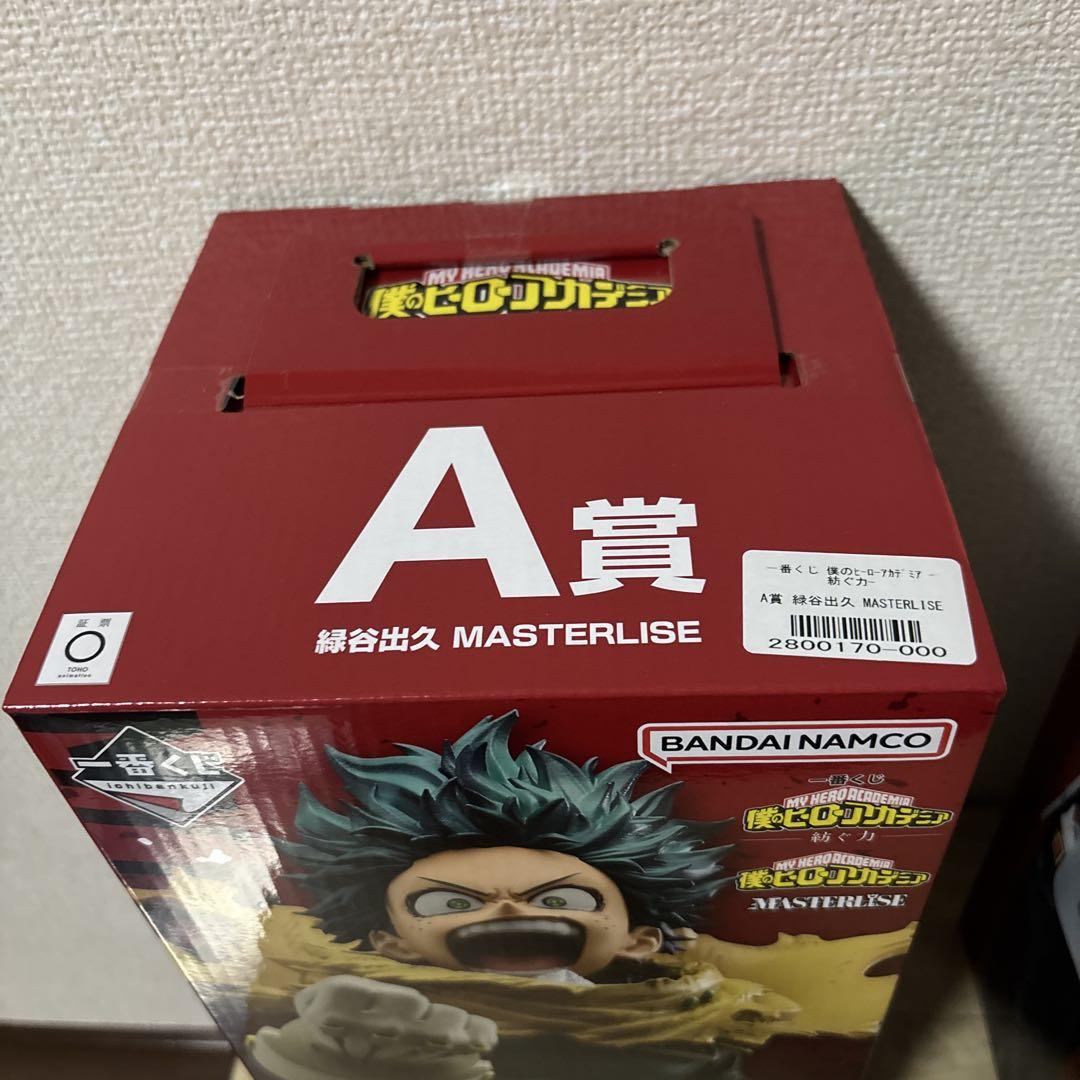 MY HERO ACADEMIA
僕のヒーローアカデミア
A賞
緑谷出久 MASTERLISE
一番くじ 僕のﾋｰﾛｰｱｶﾃﾞﾐｱ -
紡ぐ力-
A賞 緑谷出久 MASTERLISE
2800170-000
証 票
TOHO
animation
一番くじ
ichibankuji
BANDAI NAMCO
一番くじ
MY HERO ACADEMIA
僕のヒーローアカデミア
紡ぐ力
MY HERO ACADEMIA
僕のヒーローアカデミア
MASTERLISE